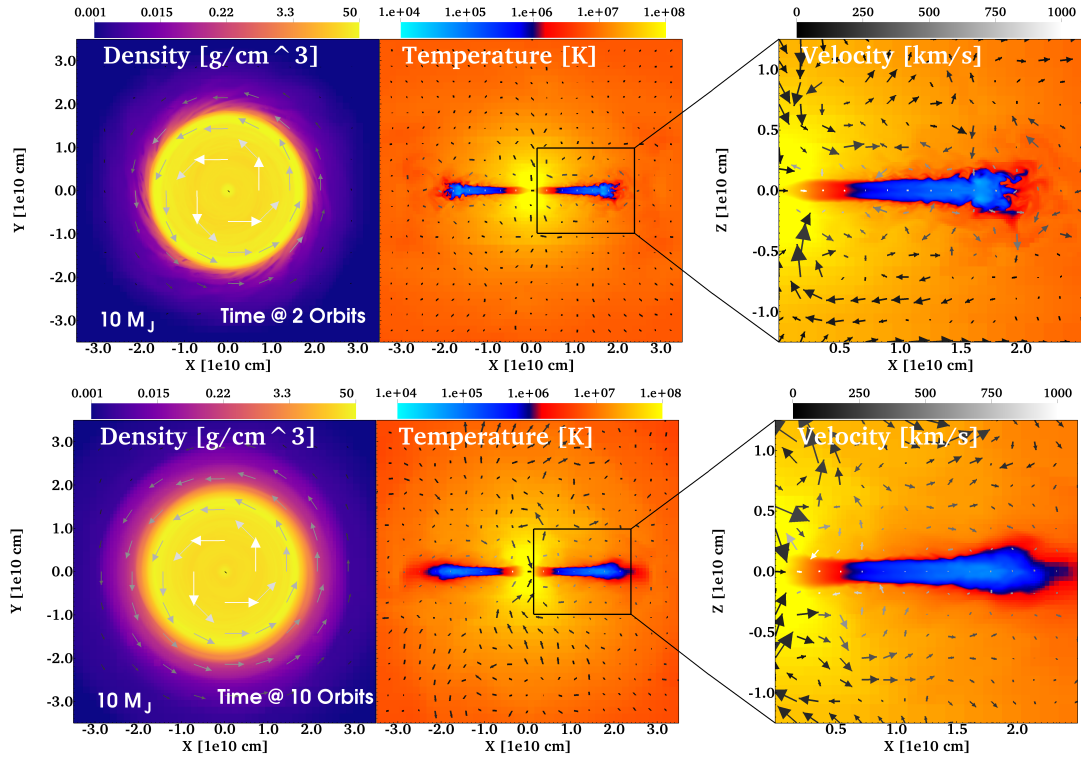 0.001 0.015 0.22 3.3 50 1.e+04 1.e+05 1.e+06 1.e+07 1.e+08 0 250 500 750 1000
Density [g/cm^3] Temperature [K] Velocity [km/s]
3.0
2.0
1.0
0.0
-1.0
-2.0
-3.0
Y [1e10 cm]
10 MJ Time @ 2 Orbits
-3.0 -2.0 -1.0 0.0 1.0 2.0 3.0
X [1e10 cm]
-3.0 -2.0 -1.0 0.0 1.0 2.0 3.0
X [1e10 cm]
1.0
0.5
0.0
-0.5
-1.0
Z [1e10 cm]
0.5 1.0 1.5 2.0
X [1e10 cm]
0.001 0.015 0.22 3.3 50 1.e+04 1.e+05 1.e+06 1.e+07 1.e+08 0 250 500 750 1000
Density [g/cm^3] Temperature [K] Velocity [km/s]
3.0
2.0
1.0
0.0
-1.0
-2.0
-3.0
Y [1e10 cm]
10 MJ Time @ 10 Orbits
-3.0 -2.0 -1.0 0.0 1.0 2.0 3.0
X [1e10 cm]
-3.0 -2.0 -1.0 0.0 1.0 2.0 3.0
X [1e10 cm]
1.0
0.5
0.0
-0.5
-1.0
Z [1e10 cm]
0.5 1.0 1.5 2.0
X [1e10 cm]